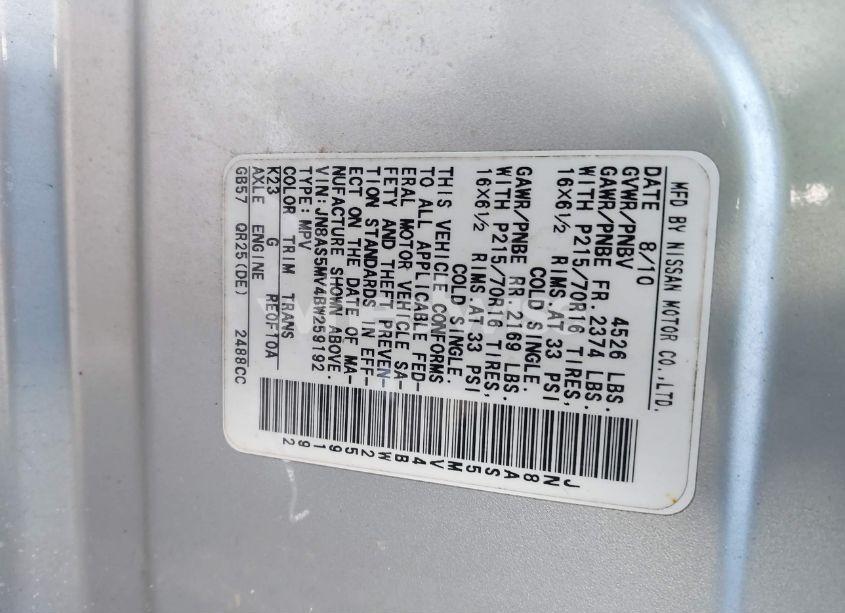 MFD BY NISSAN MOTOR CO.,LTD.
DATE 8/10
GVWR/PNBV 4526 LBS.
GAWR/PNBE FR. 2374 LBS.
WITH P215/70R16 TIRES,
16X6½ RIMS.AT 33 PSI
COLD SINGLE.
GAWR/PNBE RR.2169 LBS.
WITH P215/70R16 TIRES,
16X6½ RIMS.AT 33 PSI
COLD SINGLE.
THIS VEHICLE CONFORMS
TO ALL APPLICABLE FED-
ERAL MOTOR VEHICLE SA-
FETY AND THEFT PREVEN-
TION STANDARDS IN EFF-
ECT ON THE DATE OF MA-
NUFACTURE SHOWN ABOVE.
VIN:JN8AS5MV4BW259192
TYPE:MPV
COLOR TRIM TRANS
K23 G RE0F10A
AXLE ENGINE
GB57 QR25(DE) 2488CC
JN8AS5MV4BW259192